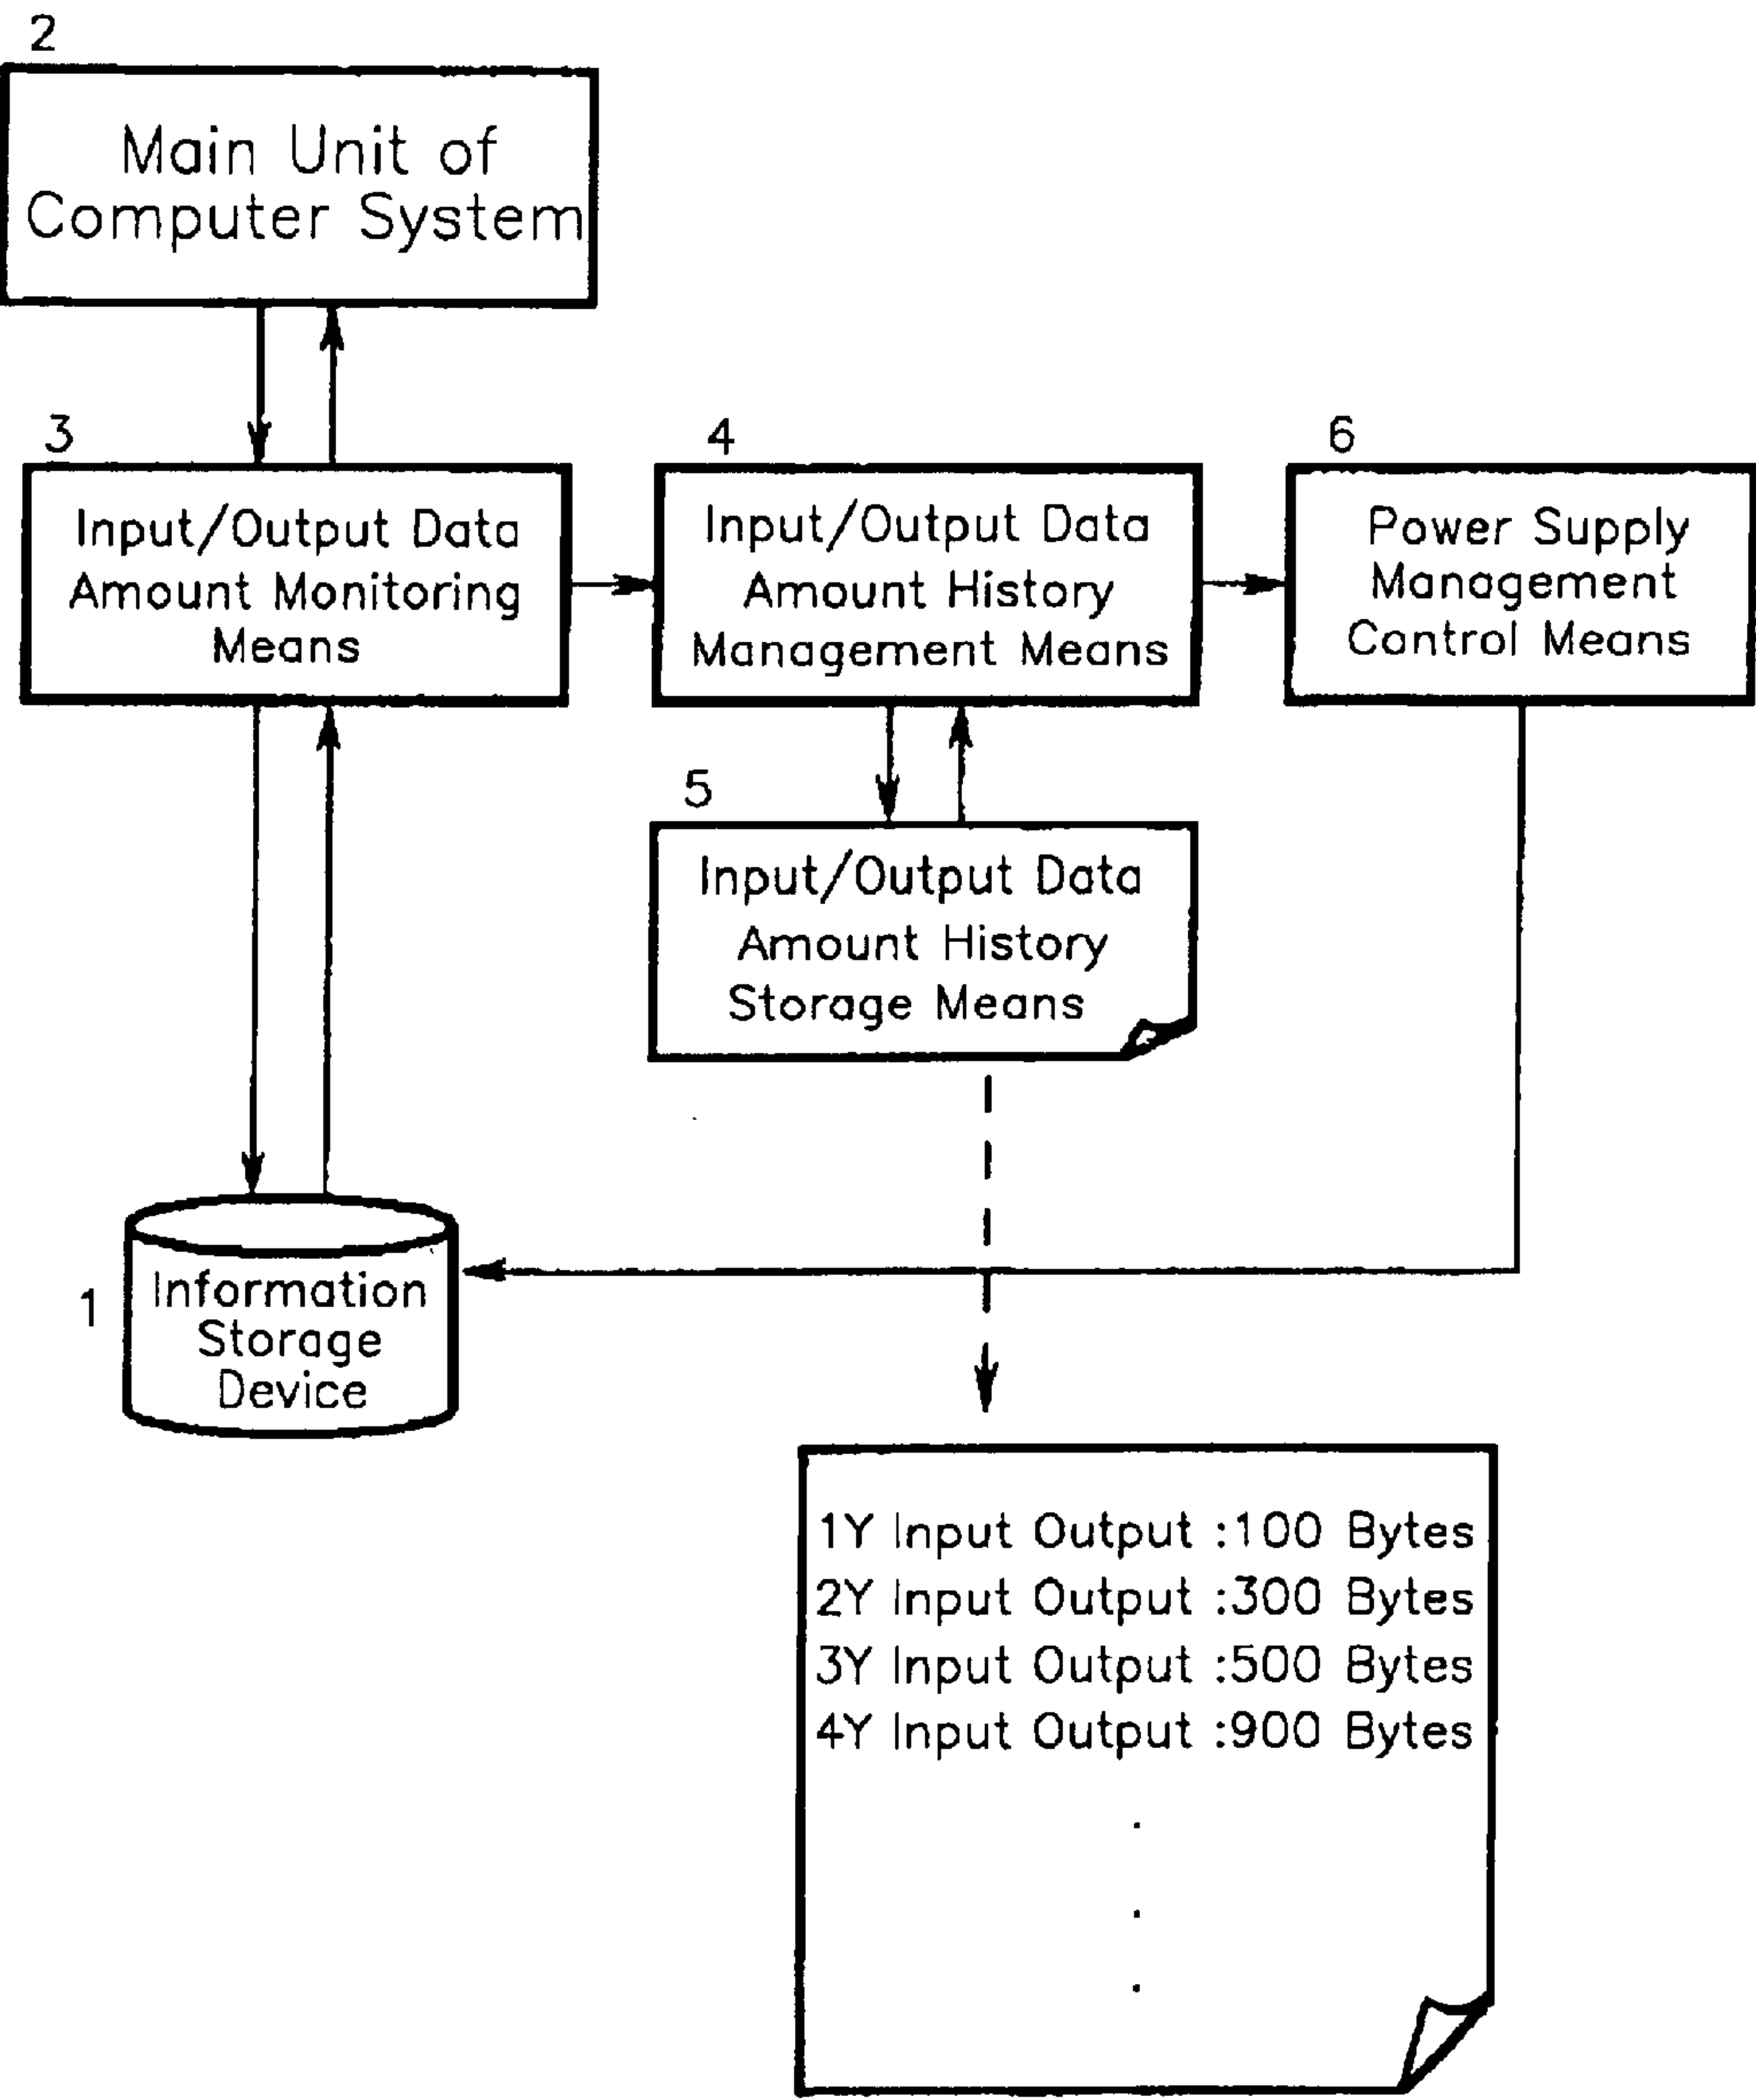 2
Main Unit of
Computer System
3
Input/Output Data
Amount Monitoring
Means
4
Input/Output Data
Amount History
Management Means
6
Power Supply
Management
Control Means
5
Input/Output Data
Amount History
Storage Means
1
Information
Storage
Device
1Y Input Output :100 Bytes
2Y Input Output :300 Bytes
3Y Input Output :500 Bytes
4Y Input Output :900 Bytes
.
.
.